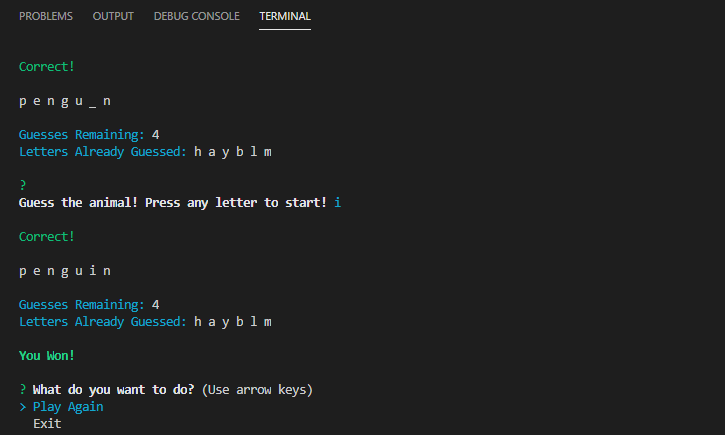 PROBLEMS OUTPUT DEBUG CONSOLE TERMINAL
Correct!
p e n g u _ n
Guesses Remaining: 4
Letters Already Guessed: h a y b l m
?
Guess the animal! Press any letter to start! i
Correct!
p e n g u i n
Guesses Remaining: 4
Letters Already Guessed: h a y b l m
You Won!
? What do you want to do? (Use arrow keys)
> Play Again
Exit